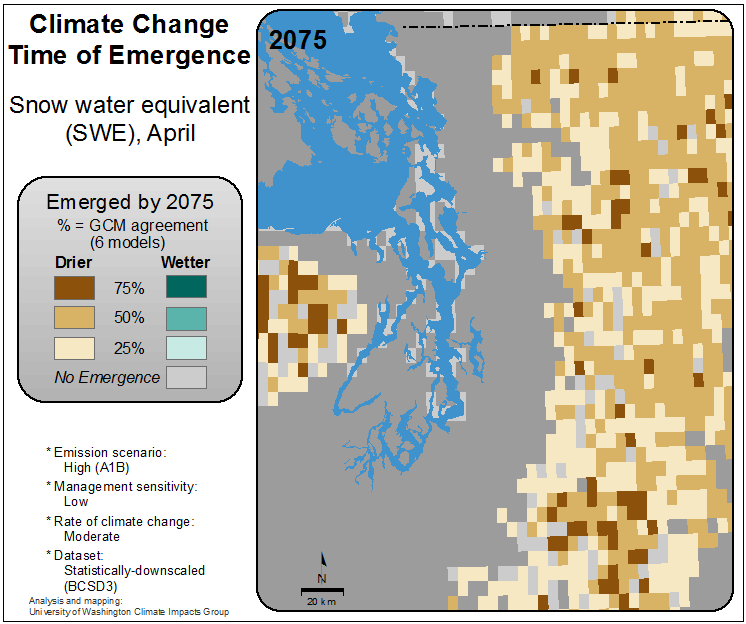 Climate Change
Time of Emergence
Snow water equivalent
(SWE), April
Emerged by 2075
% = GCM agreement
(6 models)
Drier Wetter
75%
50%
25%
No Emergence
* Emission scenario:
High (A1B)
* Management sensitivity:
Low
* Rate of climate change:
Moderate
* Dataset:
Statistically-downscaled
(BCSD3)
Analysis and mapping:
University of Washington Climate Impacts Group
2075
N
20 km